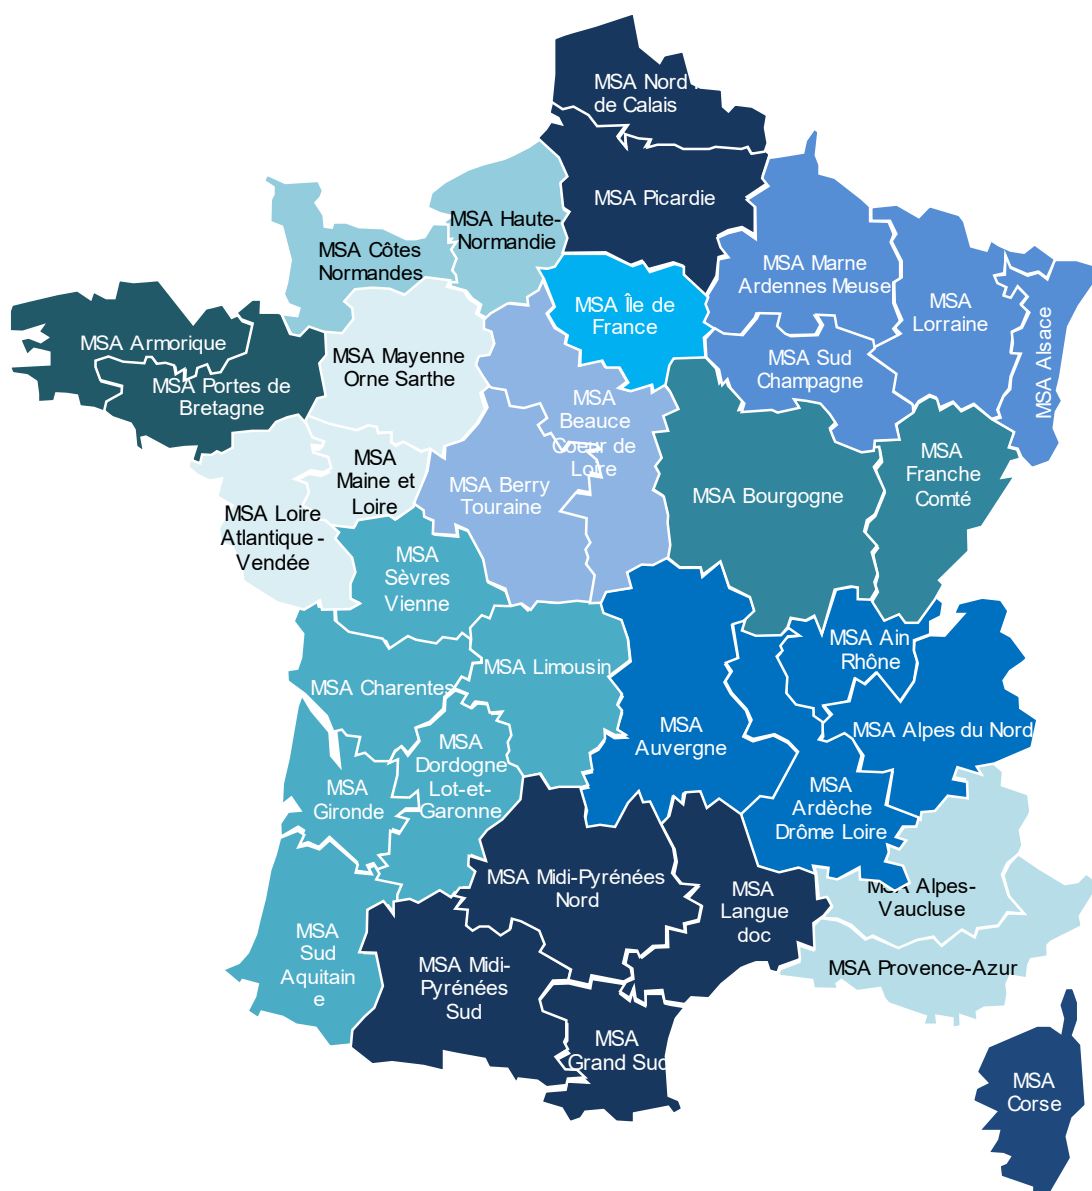 MSA Nord
de Calais
MSA Picardie
MSA Haute-
Normandie
MSA Côtes
Normandes
MSA Marne
Ardennes Meuse
MSA Île de
France
MSA
Lorraine
MSA Alsace
MSA Armorique
MSA Mayenne
Orne Sarthe
MSA Sud
Champagne
MSA Portes de
Bretagne
MSA
Beauce
Coeur de
Loire
MSA
Maine et
Loire
MSA
Franche
Comté
MSA Berry
Touraine
MSA Bourgogne
MSA Loire
Atlantique -
Vendée
MSA
Sèvres
Vienne
MSA Ain
Rhône
MSA Limousin
MSA Charentes
MSA
Auvergne
MSA Alpes du Nord
MSA
Dordogne
Lot-et-
Garonne
MSA
Gironde
MSA
Ardèche
Drôme Loire
MSA Midi-Pyrénées
Nord
MSA
Langue
doc
MSA Alpes-
Vaucluse
MSA
Sud
Aquitain
e
MSA Midi-
Pyrénées
Sud
MSA Provence-Azur
MSA
Grand Sud
MSA
Corse